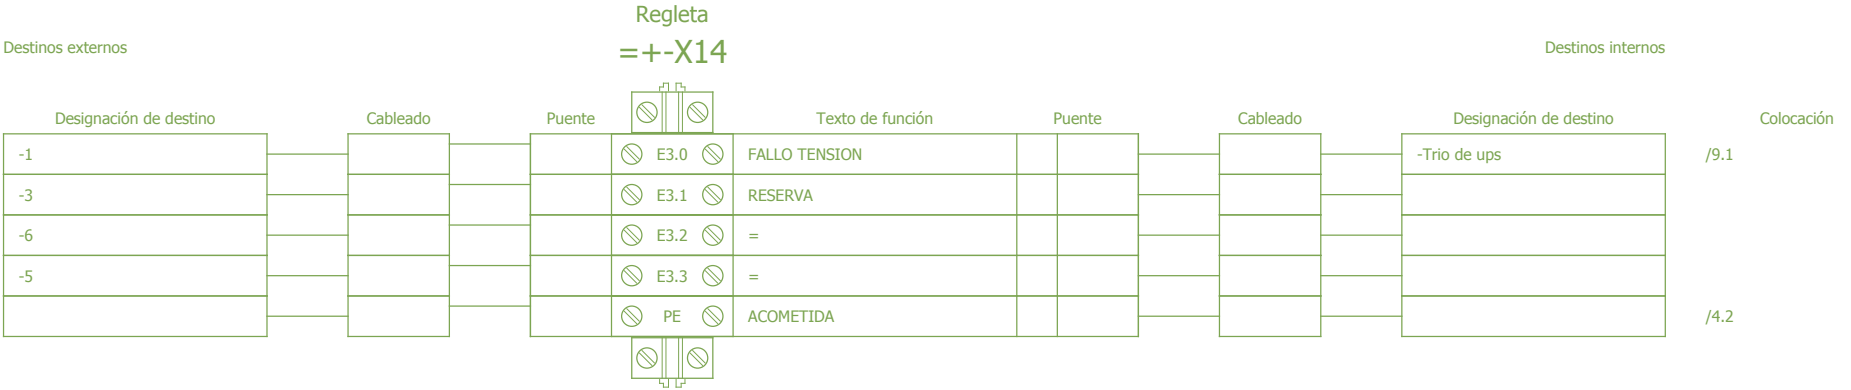 Regleta
Destinos externos
=+-X14
Destinos internos
Designación de destino Cableado Puente Texto de función Puente Cableado Designación de destino Colocación
-1 E3.0 FALLO TENSION -Trio de ups /9.1
-3 E3.1 RESERVA
-6 E3.2 =
-5 E3.3 =
PE ACOMETIDA /4.2